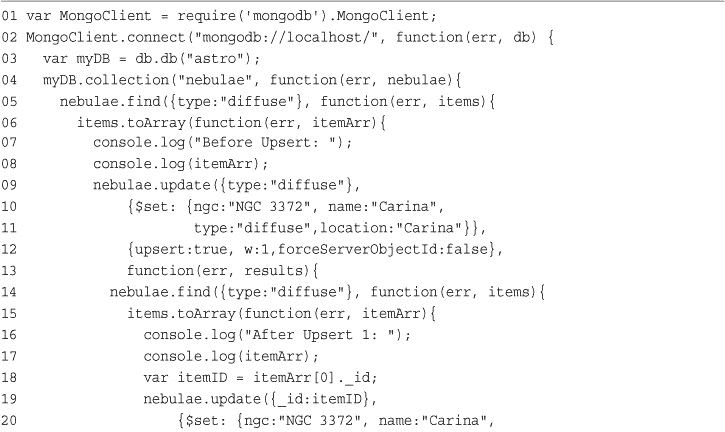 01 var MongoClient = require('mongodb').MongoClient;
02 MongoClient.connect("mongodb://localhost/", function(err, db) {
03   var myDB = db.db("astro");
04   myDB.collection("nebulae", function(err, nebulae){
05     nebulae.find({type:"diffuse"}, function(err, items){
06       items.toArray(function(err, itemArr){
07         console.log("Before Upsert: ");
08         console.log(itemArr);
09         nebulae.update({type:"diffuse"},
10             {$set: {ngc:"NGC 3372", name:"Carina",
11                     type:"diffuse",location:"Carina"}},
12             {upsert:true, w:1,forceServerObjectId:false},
13             function(err, results){
14           nebulae.find({type:"diffuse"}, function(err, items){
15             items.toArray(function(err, itemArr){
16               console.log("After Upsert 1: ");
17               console.log(itemArr);
18               var itemID = itemArr[0]._id;
19               nebulae.update({_id:itemID},
20                   {$set: {ngc:"NGC 3372", name:"Carina",